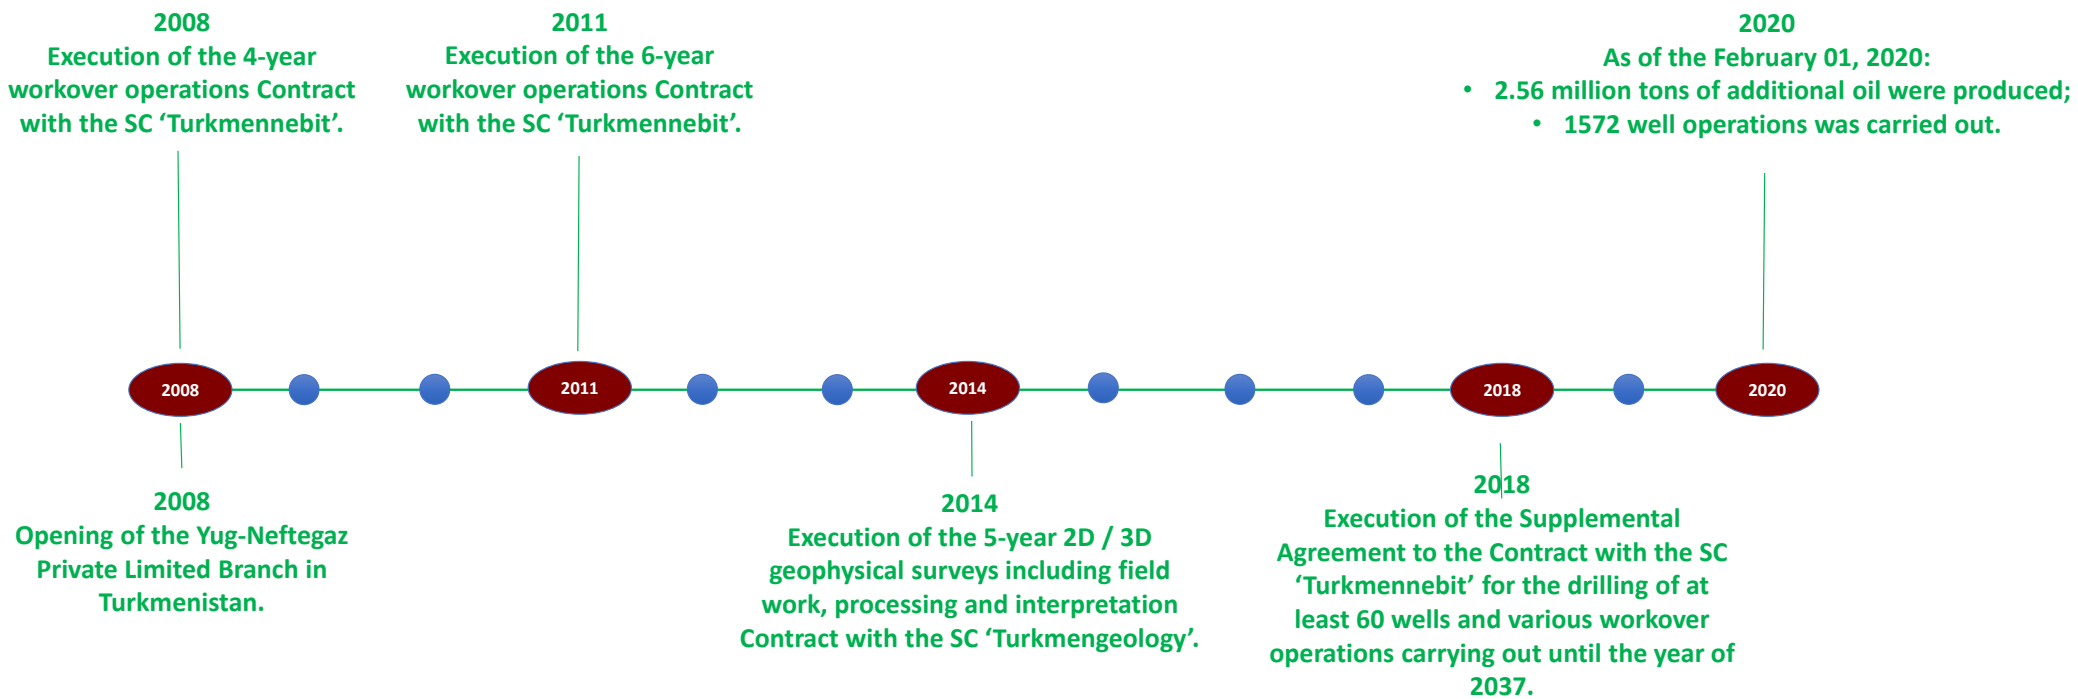 2008
Execution of the 4-year
workover operations Contract
with the SC ‘Turkmennebit’.
2011
Execution of the 6-year
workover operations Contract
with the SC ‘Turkmennebit’.
2020
As of the February 01, 2020:
• 2.56 million tons of additional oil were produced;
• 1572 well operations was carried out.
2008
2011
2014
2018
2020
2008
Opening of the Yug-Neftegaz
Private Limited Branch in
Turkmenistan.
2014
Execution of the 5-year 2D / 3D
geophysical surveys including field
work, processing and interpretation
Contract with the SC ‘Turkmengeology’.
2018
Execution of the Supplemental
Agreement to the Contract with the SC
‘Turkmennebit’ for the drilling of at
least 60 wells and various workover
operations carrying out until the year of
2037.